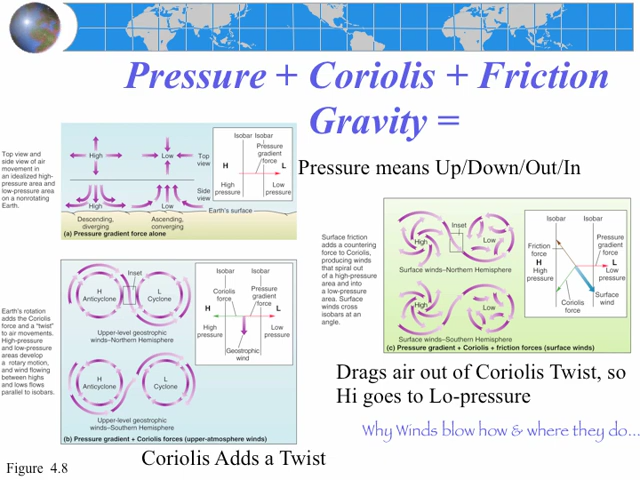 Pressure + Coriolis + Friction
Gravity =
Top view and
side view of air
movement in
an idealized high-
pressure area and
low-pressure area
on a nonrotating
Earth.
High
Low
Top
view
Side
view
High
Low
Earth's surface
Descending,
diverging
Ascending,
converging
Isobar Isobar
Pressure
gradient
force
H
L
High
pressure
Low
pressure
(a) Pressure gradient force alone
Pressure means Up/Down/Out/In
Earth's rotation
adds the Coriolis
force and a "twist"
to air movements.
High-pressure
and low-pressure
areas develop
a rotary motion,
and wind flowing
between highs
and lows flows
parallel to isobars.
Inset
H
Anticyclone
L
Cyclone
Upper-level geostrophic
winds–Northern Hemisphere
H
Anticyclone
L
Cyclone
Upper-level geostrophic
winds–Southern Hemisphere
Isobar
Isobar
Coriolis
force
Pressure
gradient
force
H
L
High
pressure
Low
pressure
Geostrophic
wind
(b) Pressure gradient + Coriolis forces (upper-atmosphere winds)
Surface friction
adds a countering
force to Coriolis,
producing winds
that spiral out
of a high-pressure
area and into
a low-pressure
area. Surface
winds cross
isobars at an
angle.
High
Inset
Low
Surface winds–Northern Hemisphere
High
Low
Surface winds–Southern Hemisphere
Isobar
Isobar
Friction
force
Pressure
gradient
force
H
High
pressure
L
Low
pressure
Surface
wind
Coriolis
force
(c) Pressure gradient + Coriolis + friction forces (surface winds)
Drags air out of Coriolis Twist, so
Hi goes to Lo-pressure
Why Winds blow how & where they do...
Figure 4.8
Coriolis Adds a Twist